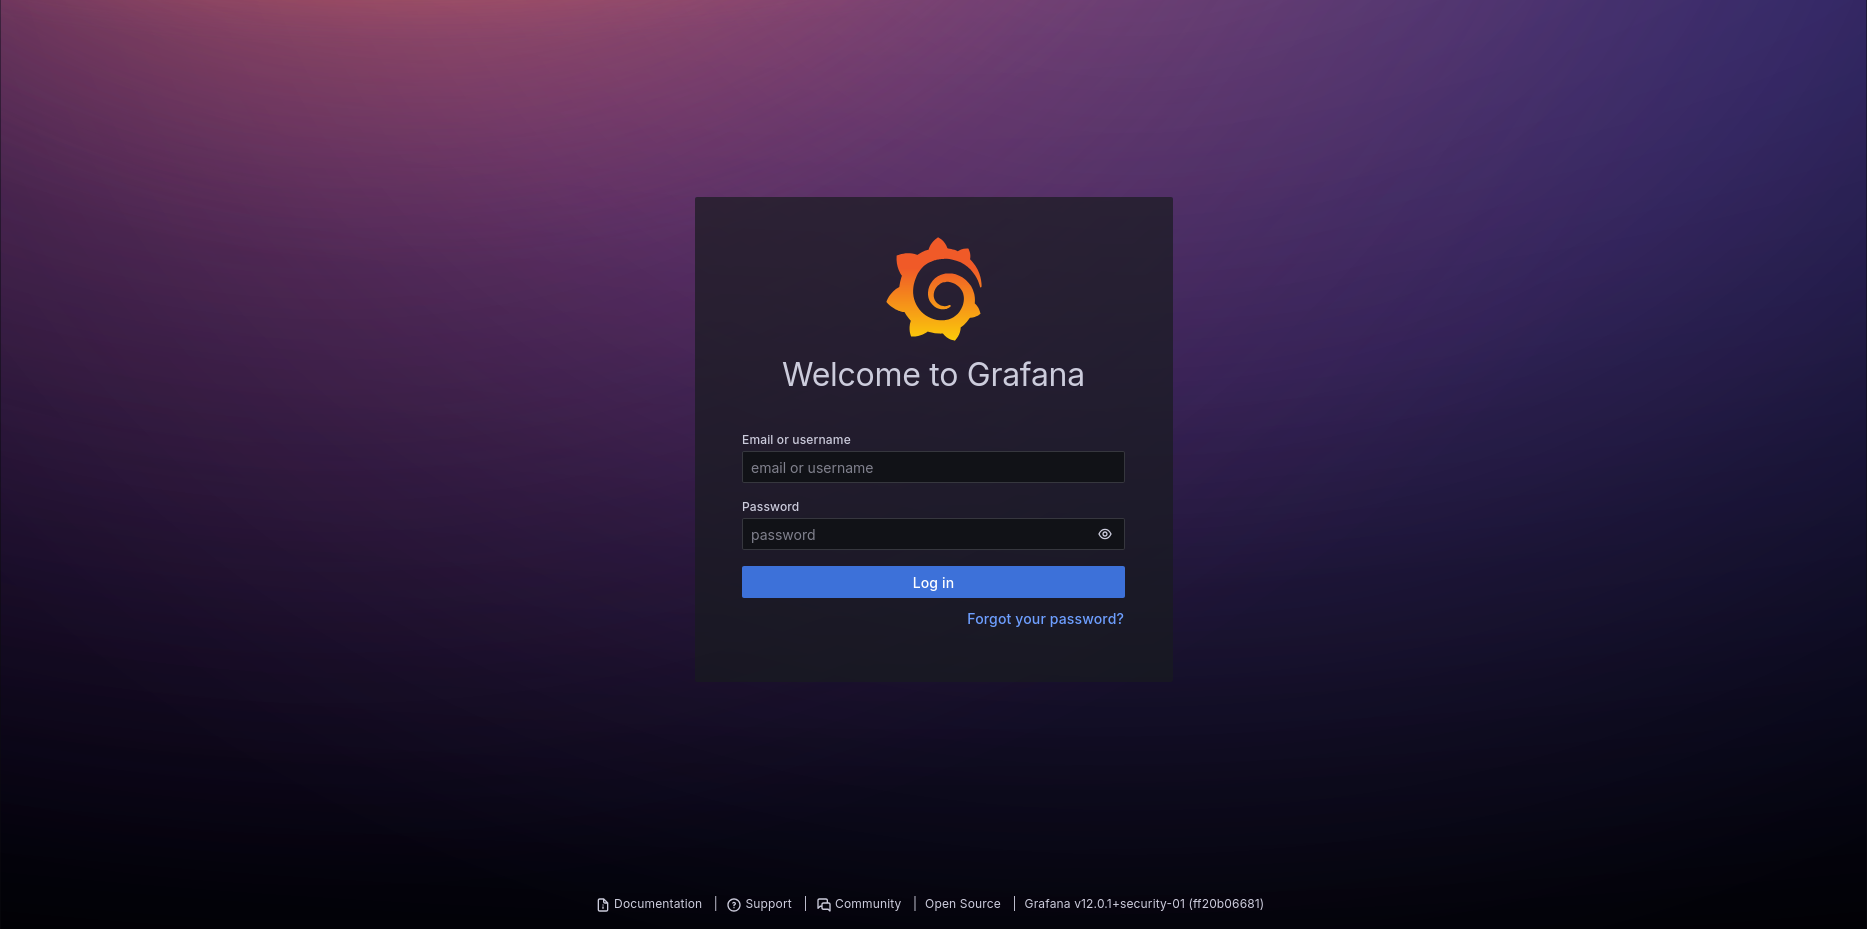 Welcome to Grafana
Email or username
email or username
Password
password
Log in
Forgot your password?
Documentation | Support | Community | Open Source | Grafana v12.0.1+security-01 (ff20b06681)